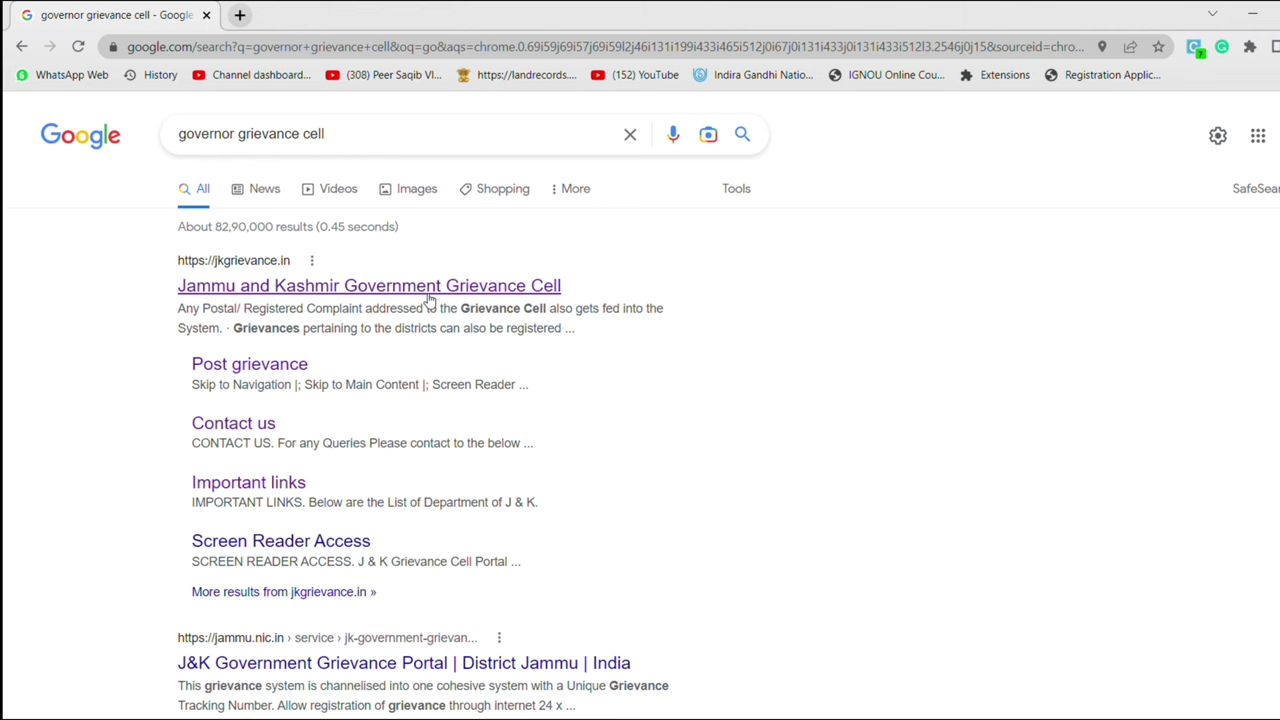 governor grievance cell - Google
google.com/search?q=governor+grievance+cell&oq=go&aqs=chrome.0.69i59j69i57j69i59l2j46i131i199i433i465i512j0i67j0i131i433j0i131i433i512l3.2546j0j15&sourceid=chro...
WhatsApp Web History Channel dashboard... (308) Peer Saqib VI... https://landrecords.... (152) YouTube Indira Gandhi Natio... IGNOU Online Cou... Extensions Registration Applic...
Google governor grievance cell
All News Videos Images Shopping More Tools SafeSear
About 82,90,000 results (0.45 seconds)
https://jkgrievance.in
Jammu and Kashmir Government Grievance Cell
Any Postal/ Registered Complaint addressed to the Grievance Cell also gets fed into the
System. · Grievances pertaining to the districts can also be registered ...
Post grievance
Skip to Navigation |; Skip to Main Content |; Screen Reader ...
Contact us
CONTACT US. For any Queries Please contact to the below ...
Important links
IMPORTANT LINKS. Below are the List of Department of J & K.
Screen Reader Access
SCREEN READER ACCESS. J & K Grievance Cell Portal ...
More results from jkgrievance.in »
https://jammu.nic.in › service › jk-government-grievan...
J&K Government Grievance Portal | District Jammu | India
This grievance system is channelised into one cohesive system with a Unique Grievance
Tracking Number. Allow registration of grievance through internet 24 x ...